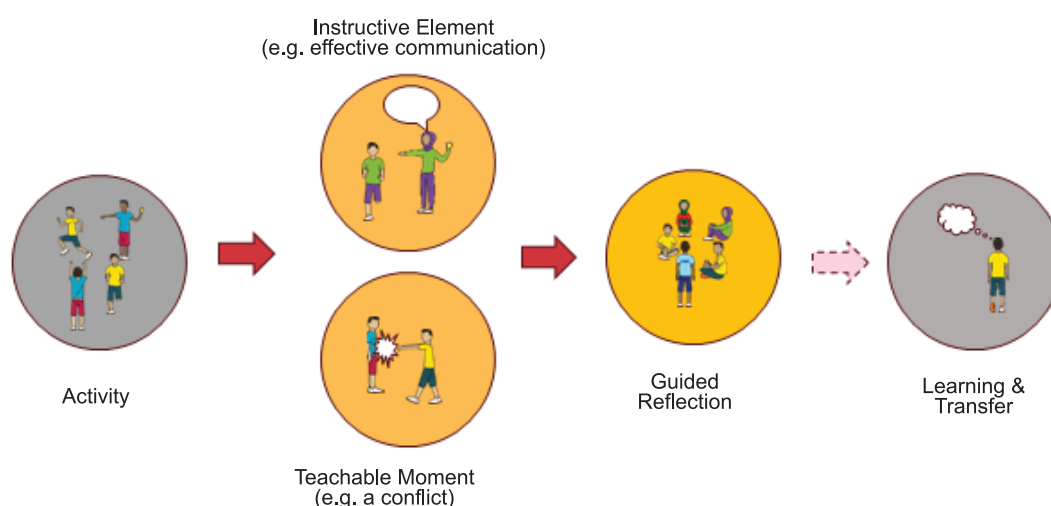 Instructive Element
(e.g. effective communication)
Activity
Teachable Moment
(e.g. a conflict)
Guided
Reflection
Learning &
Transfer